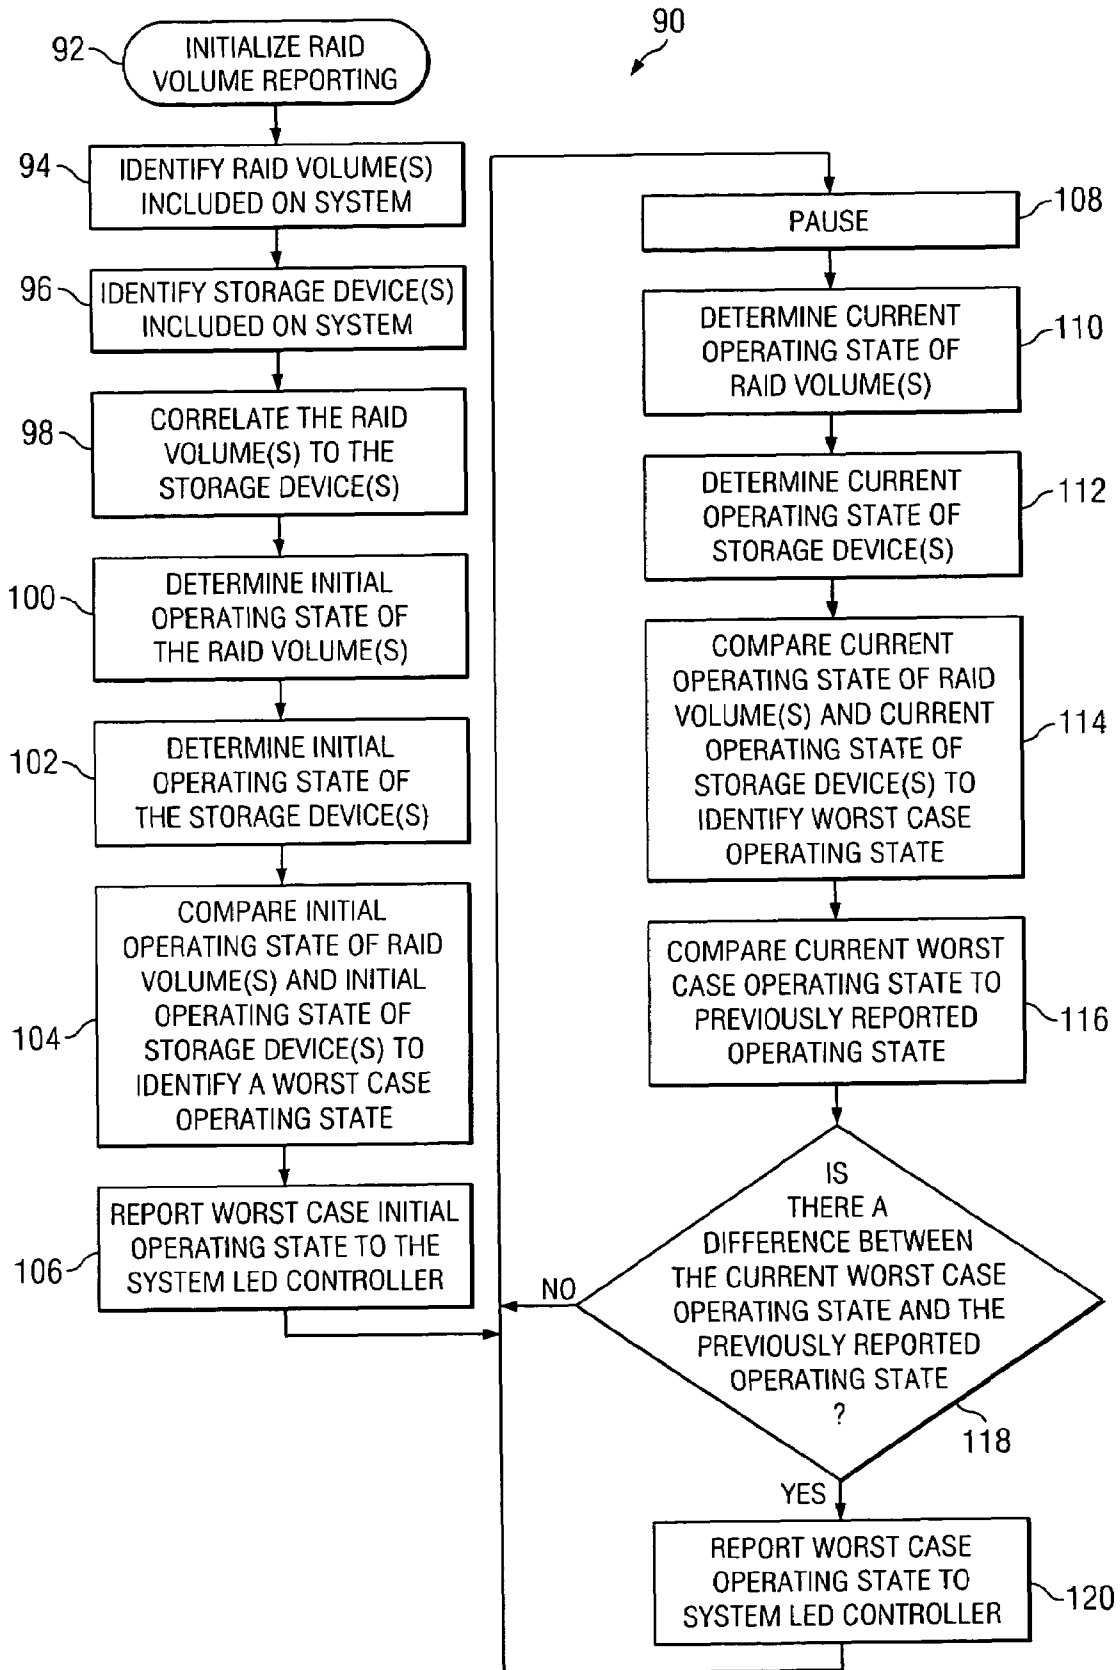 90
92
INITIALIZE RAID
VOLUME REPORTING
94
IDENTIFY RAID VOLUME(S)
INCLUDED ON SYSTEM
96
IDENTIFY STORAGE DEVICE(S)
INCLUDED ON SYSTEM
98
CORRELATE THE RAID
VOLUME(S) TO THE
STORAGE DEVICE(S)
100
DETERMINE INITIAL
OPERATING STATE OF
THE RAID VOLUME(S)
102
DETERMINE INITIAL
OPERATING STATE OF
THE STORAGE DEVICE(S)
104
COMPARE INITIAL
OPERATING STATE OF RAID
VOLUME(S) AND INITIAL
OPERATING STATE OF
STORAGE DEVICE(S) TO
IDENTIFY A WORST CASE
OPERATING STATE
106
REPORT WORST CASE INITIAL
OPERATING STATE TO THE
SYSTEM LED CONTROLLER
PAUSE
108
DETERMINE CURRENT
OPERATING STATE OF
RAID VOLUME(S)
110
DETERMINE CURRENT
OPERATING STATE OF
STORAGE DEVICE(S)
112
COMPARE CURRENT
OPERATING STATE OF RAID
VOLUME(S) AND CURRENT
OPERATING STATE OF
STORAGE DEVICE(S) TO
IDENTIFY WORST CASE
OPERATING STATE
114
COMPARE CURRENT WORST
CASE OPERATING STATE TO
PREVIOUSLY REPORTED
OPERATING STATE
116
IS
THERE A
DIFFERENCE BETWEEN
THE CURRENT WORST CASE
OPERATING STATE AND THE
PREVIOUSLY REPORTED
OPERATING STATE
?
118
NO
YES
REPORT WORST CASE
OPERATING STATE TO
SYSTEM LED CONTROLLER
120